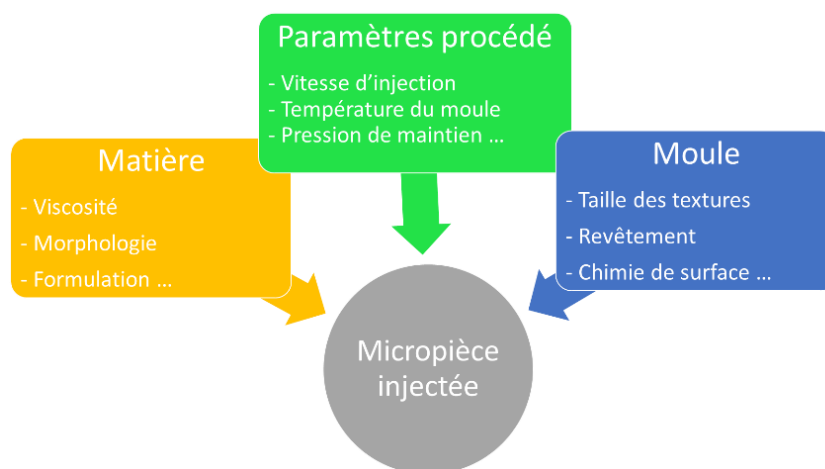 Paramètres procédé
- Vitesse d'injection
- Température du moule
- Pression de maintien ...
Matière
- Viscosité
- Morphologie
- Formulation ...
Moule
- Taille des textures
- Revêtement
- Chimie de surface ...
Micropièce
injectée